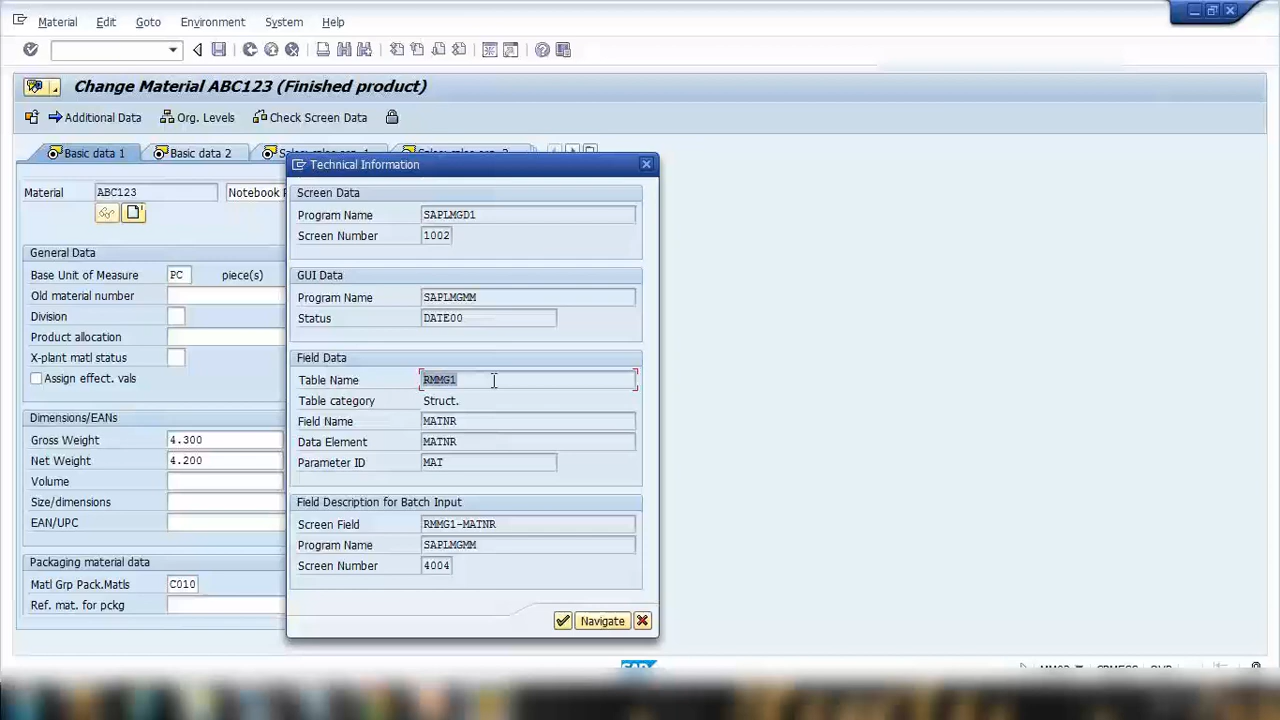 Material Edit Goto Environment System Help
Change Material ABC123 (Finished product)
Additional Data Org. Levels Check Screen Data
Basic data 1 Basic data 2
Material ABC123 Notebook
General Data
Base Unit of Measure PC piece(s)
Old material number
Division
Product allocation
X-plant matl status
Assign effect. vals
Dimensions/EANs
Gross Weight 4.300
Net Weight 4.200
Volume
Size/dimensions
EAN/UPC
Packaging material data
Matl Grp Pack.Matls C010
Ref. mat. for pckg
Technical Information
Screen Data
Program Name SAPLMGD1
Screen Number 1002
GUI Data
Program Name SAPLMGMM
Status DATE00
Field Data
Table Name RMMG1
Table category Struct.
Field Name MATNR
Data Element MATNR
Parameter ID MAT
Field Description for Batch Input
Screen Field RMMG1-MATNR
Program Name SAPLMGMM
Screen Number 4004
Navigate
SAP